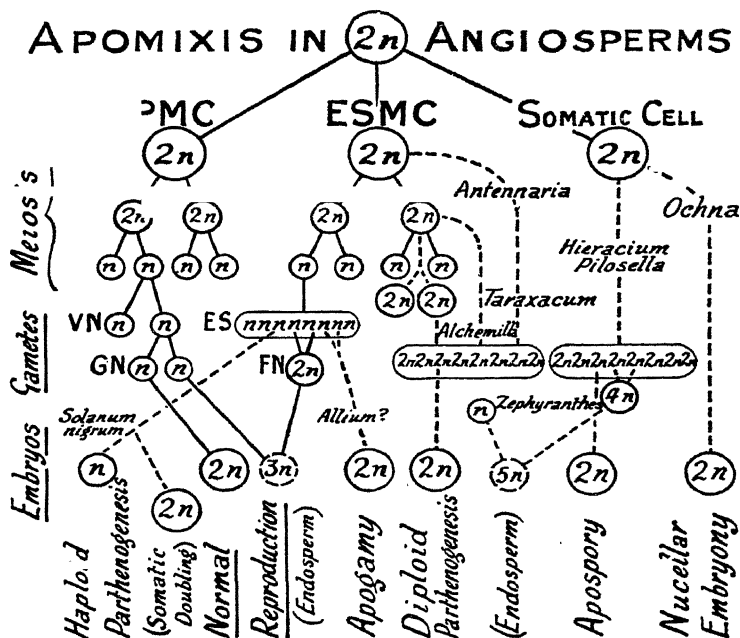 APOMIXIS IN 2n ANGIOSPERMS
PMC ESMC SOMATIC CELL
2n 2n 2n
Antennaria
Ochna
Meiosis
2n 2n 2n 2n
Hieracium
Pilosella
n n n n n n n n
2n 2n
Taraxacum
Gametes
VN n n ES nnnnnnnn
Alchemilla
GN n n FN 2n
2n2n2n2n2n2n2n2n 2n2n2n2n2n2n2n2n
4n
Solanum
nigrum
Allium?
n Zephyranthes
Embryos
n 2n 2n 3n 2n 2n 5n 2n 2n
Haploid
Parthenogenesis
(Somatic
Doubling)
Normal
Reproduction
(Endosperm)
Apogamy
Diploid
Parthenogenesis
(Endosperm)
Apospory
Nucellar
Embryony